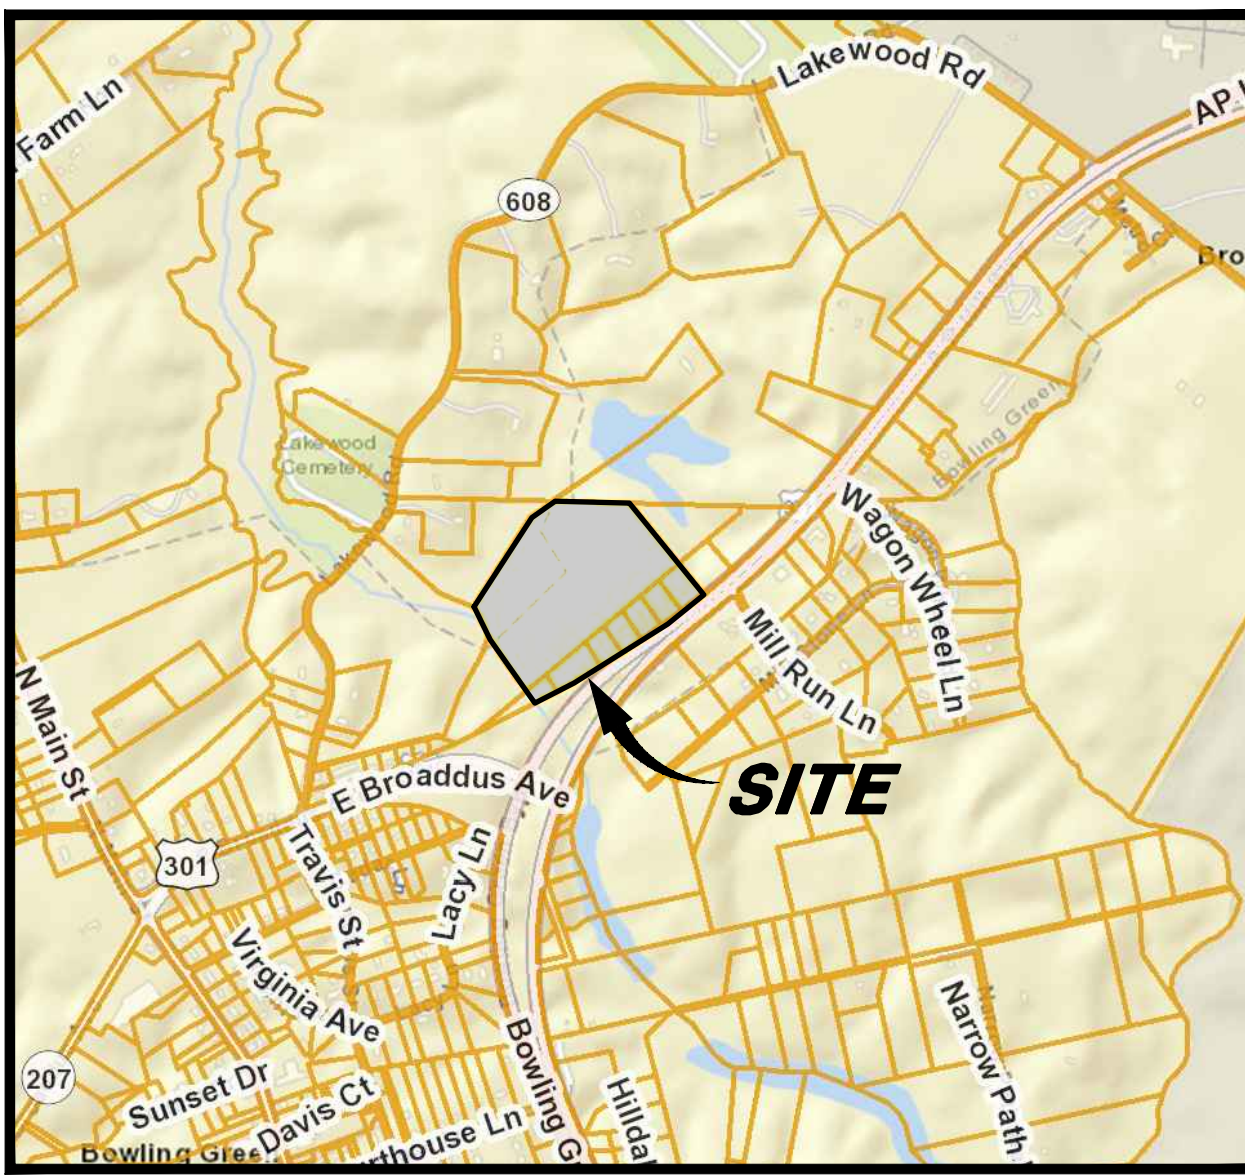 Lakewood Rd
AP
Farm Ln
608
Bro
Lakewood
Cemetery
Bowling Green
Wagon Wheel Ln
Mill Run Ln
N Main St
SITE
E Broaddus Ave
301
Travis St
Lacy Ln
Virginia Ave
Narrow Path
Bowling G
207
Sunset Dr
Davis Ct
rthouse Ln
Hilldal
Bowling Green